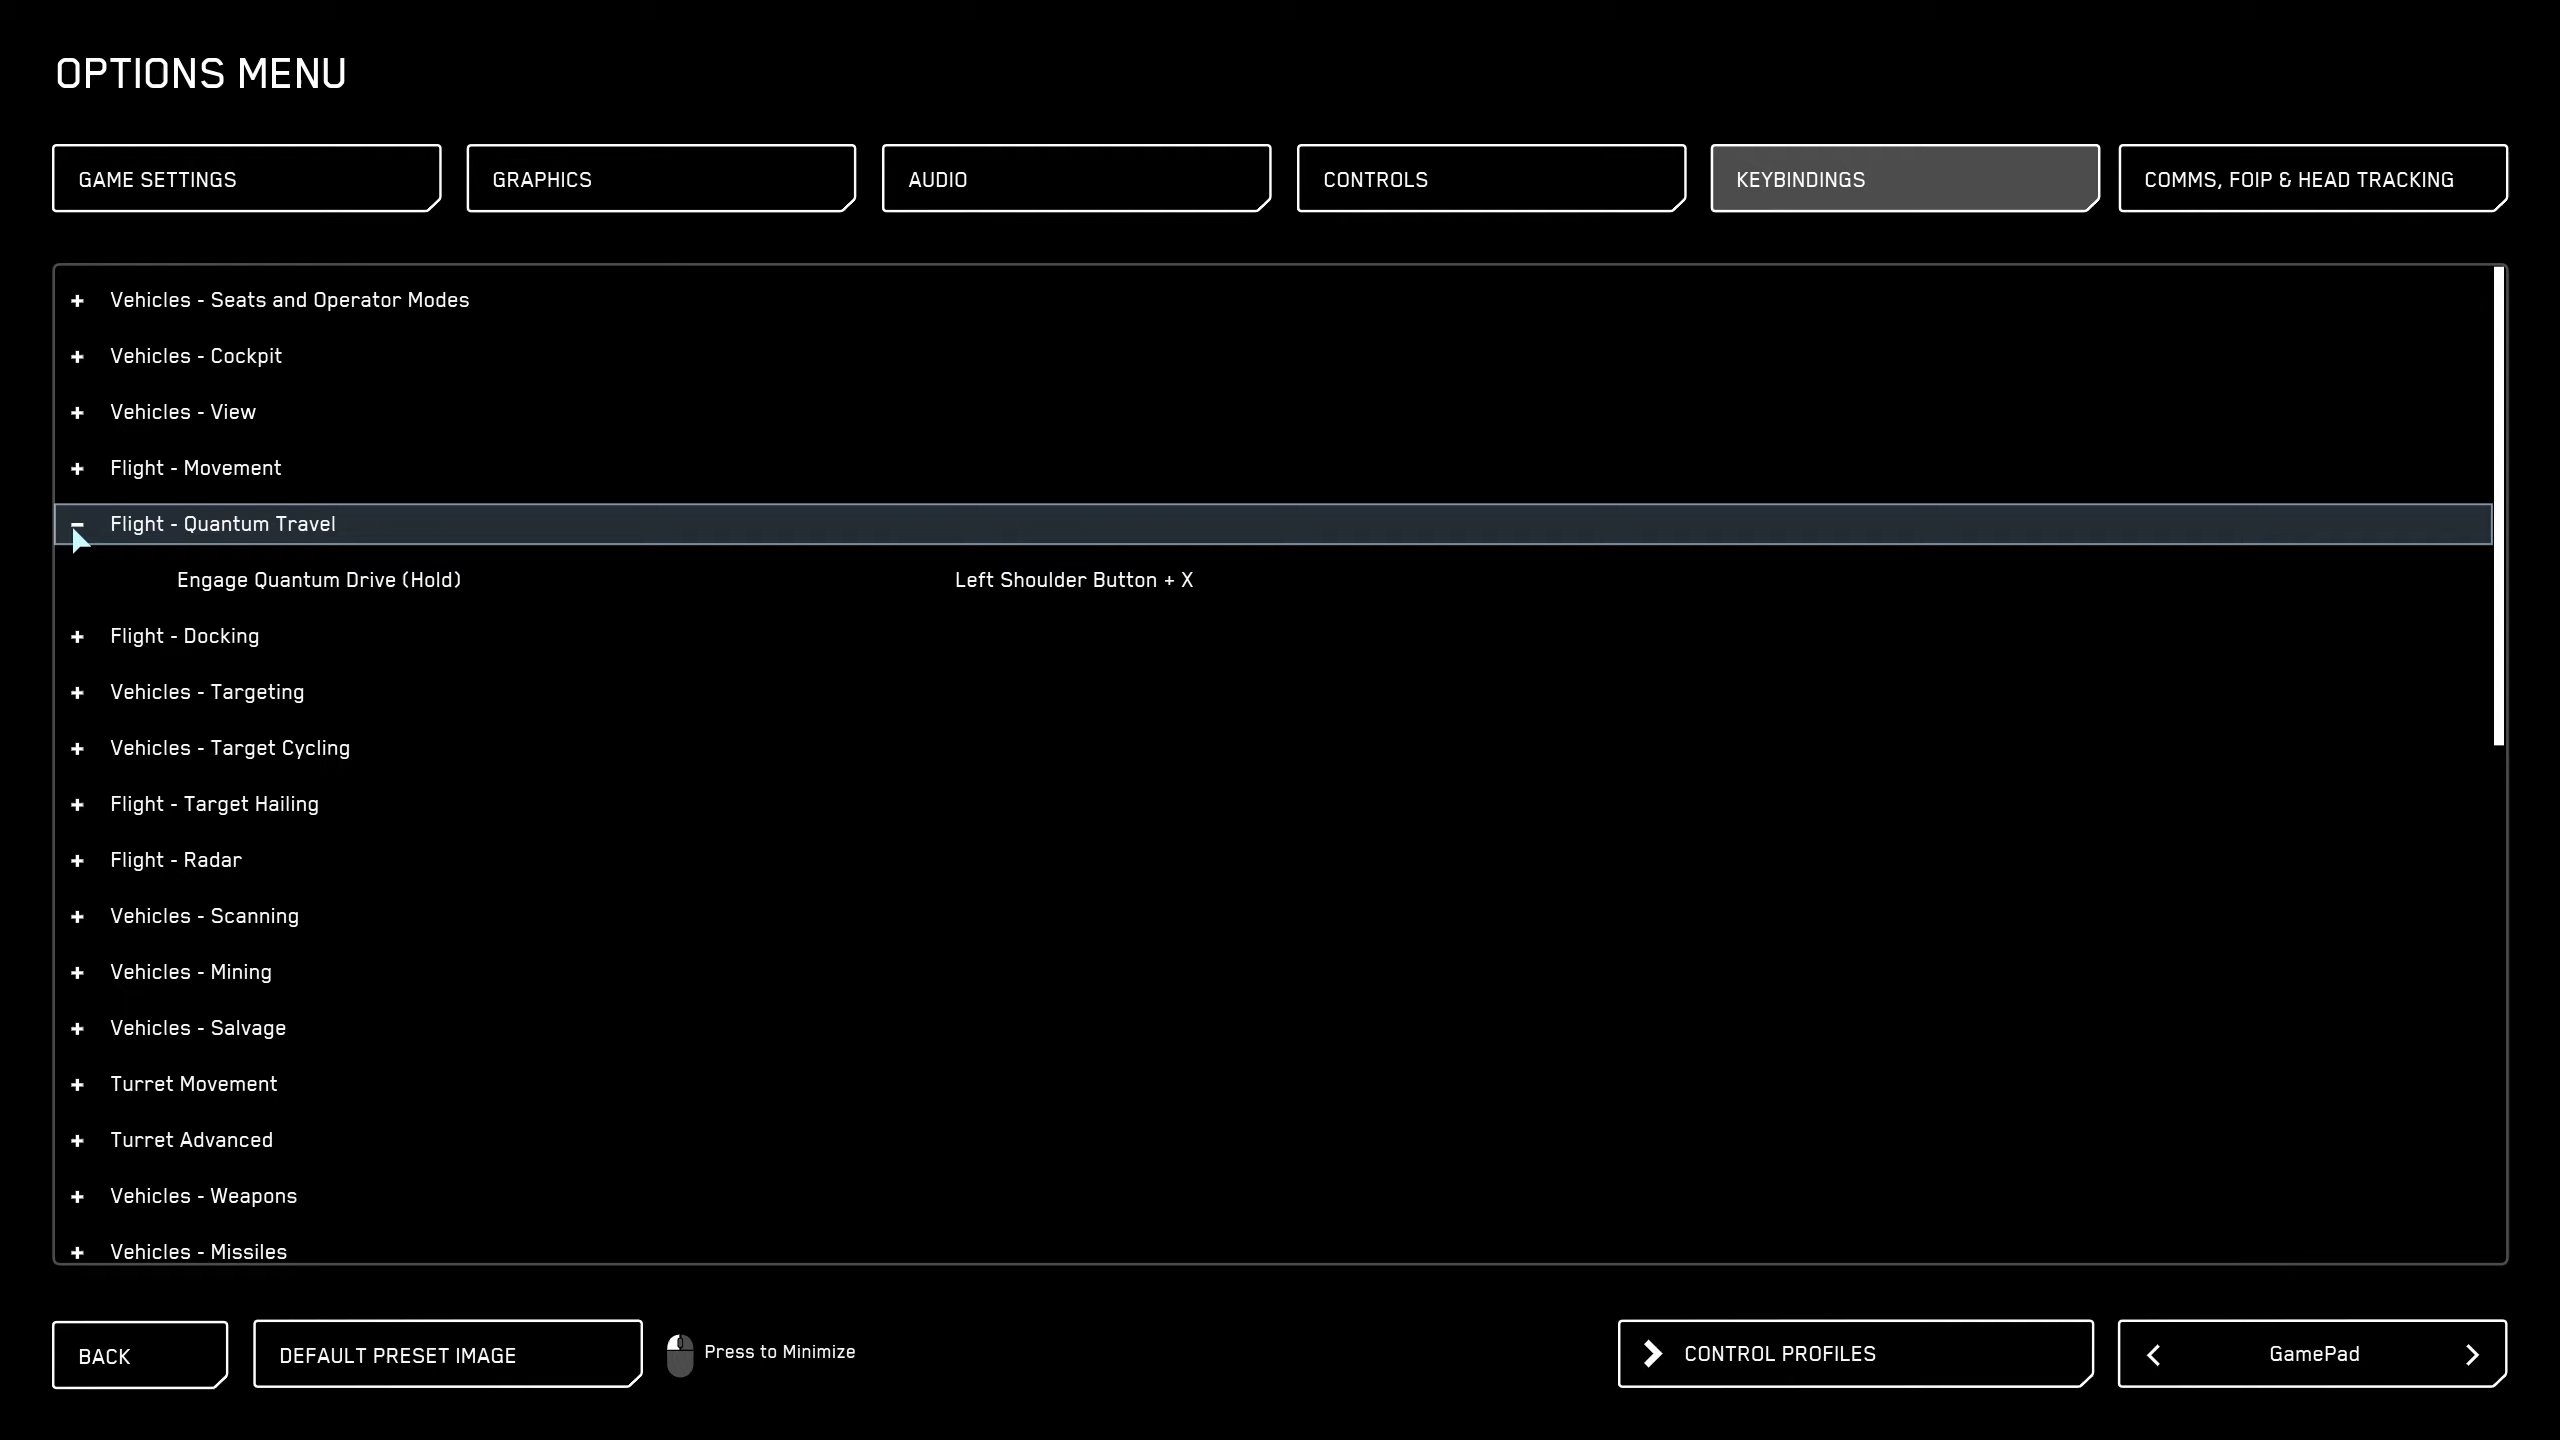 OPTIONS MENU
GAME SETTINGS
GRAPHICS
AUDIO
CONTROLS
KEYBINDINGS
COMMS, FOIP & HEAD TRACKING
+ Vehicles - Seats and Operator Modes
+ Vehicles - Cockpit
+ Vehicles - View
+ Flight - Movement
- Flight - Quantum Travel
Engage Quantum Drive (Hold) Left Shoulder Button + X
+ Flight - Docking
+ Vehicles - Targeting
+ Vehicles - Target Cycling
+ Flight - Target Hailing
+ Flight - Radar
+ Vehicles - Scanning
+ Vehicles - Mining
+ Vehicles - Salvage
+ Turret Movement
+ Turret Advanced
+ Vehicles - Weapons
+ Vehicles - Missiles
BACK
DEFAULT PRESET IMAGE
Press to Minimize
CONTROL PROFILES
GamePad